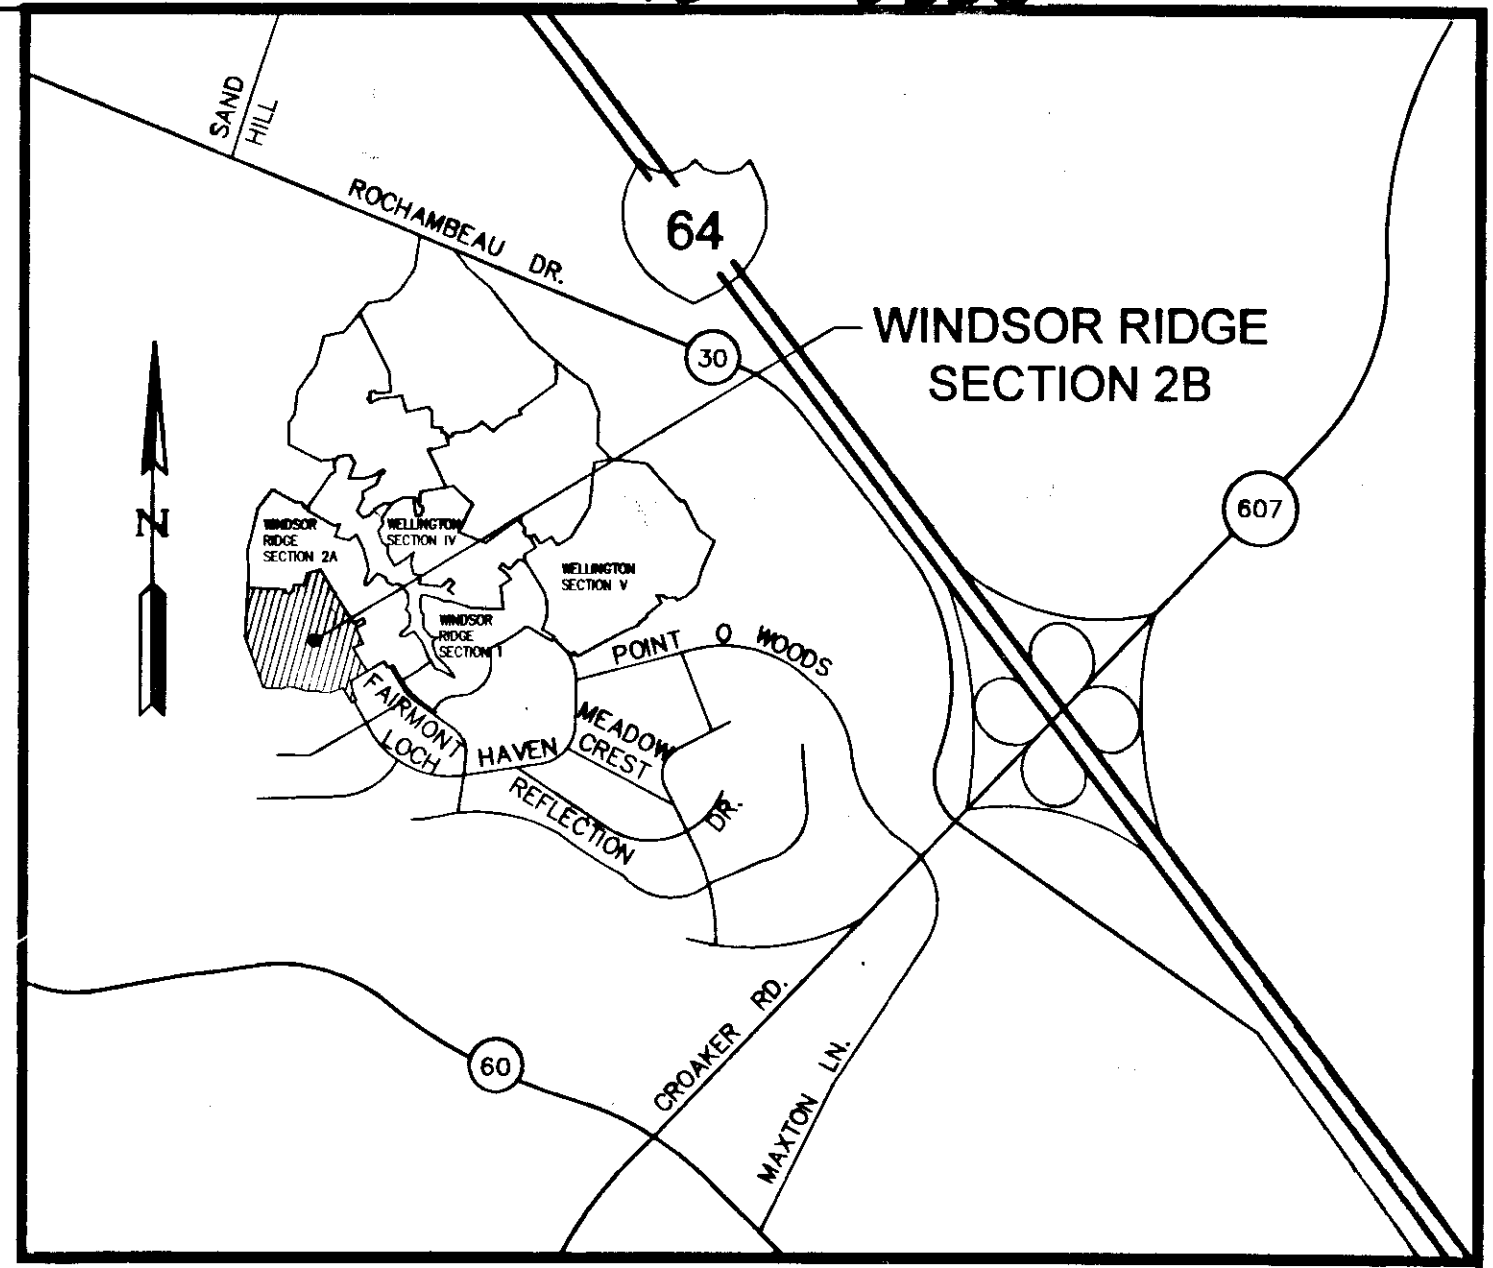 SAND
HILL
ROCHAMBEAU DR.
64
WINDSOR RIDGE
SECTION 2B
30
607
N
WINDSOR
RIDGE
SECTION 2A
WELLINGTON
SECTION IV
WELLINGTON
SECTION V
WINDSOR
RIDGE
SECTION 1
POINT O WOODS
FAIRMONT
MEADOW
CREST
LOCH HAVEN
REFLECTION DR.
CROAKER RD.
MAXTON LN.
60